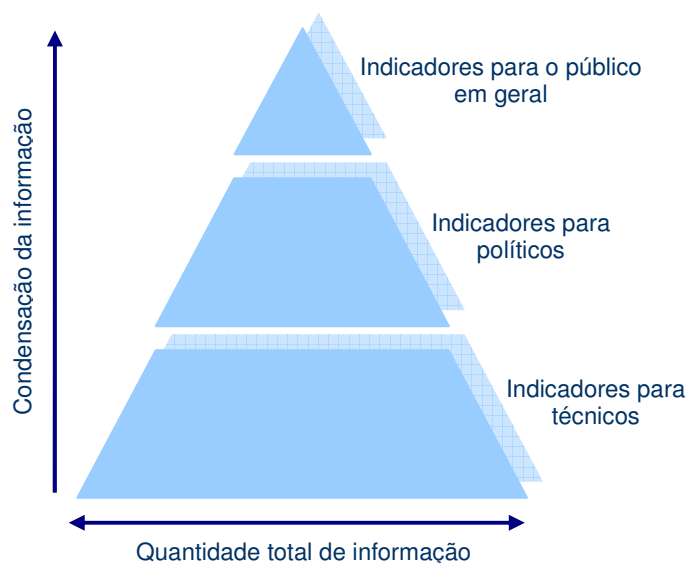 Indicadores para o público
em geral
Condensação da informação
Indicadores para
políticos
Indicadores para
técnicos
Quantidade total de informação